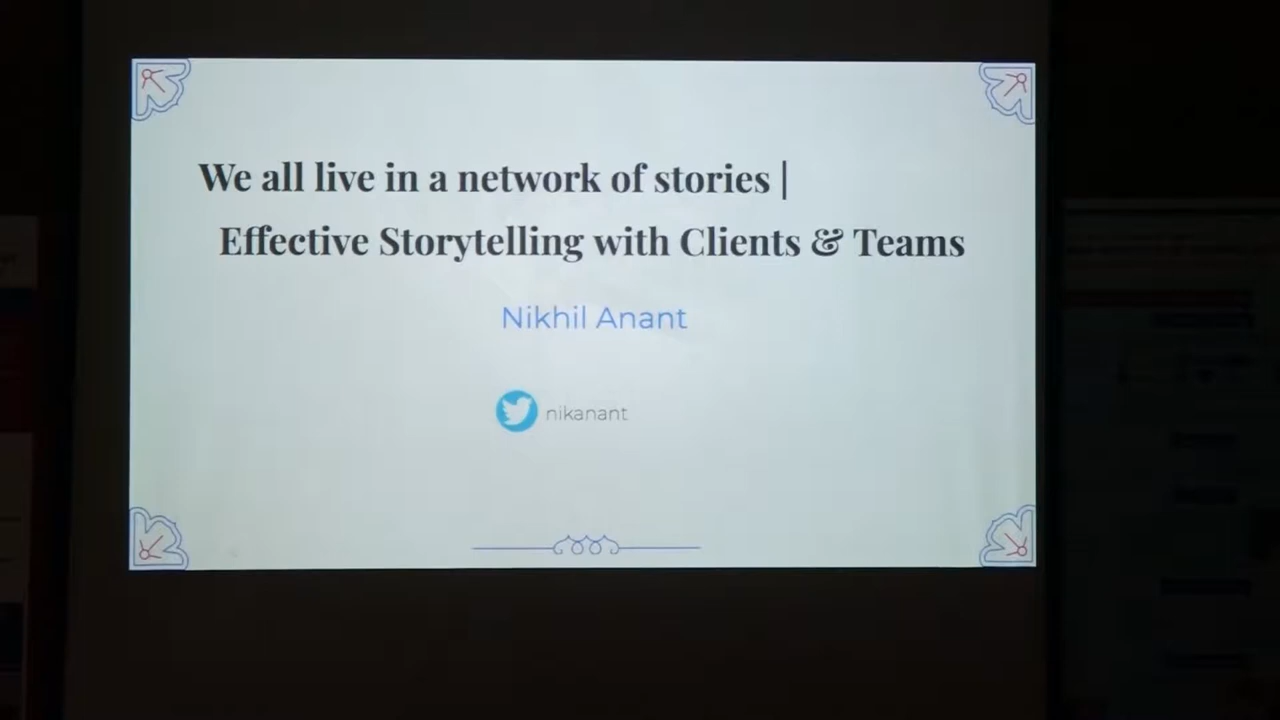 We all live in a network of stories |
Effective Storytelling with Clients & Teams
Nikhil Anant
nikanant